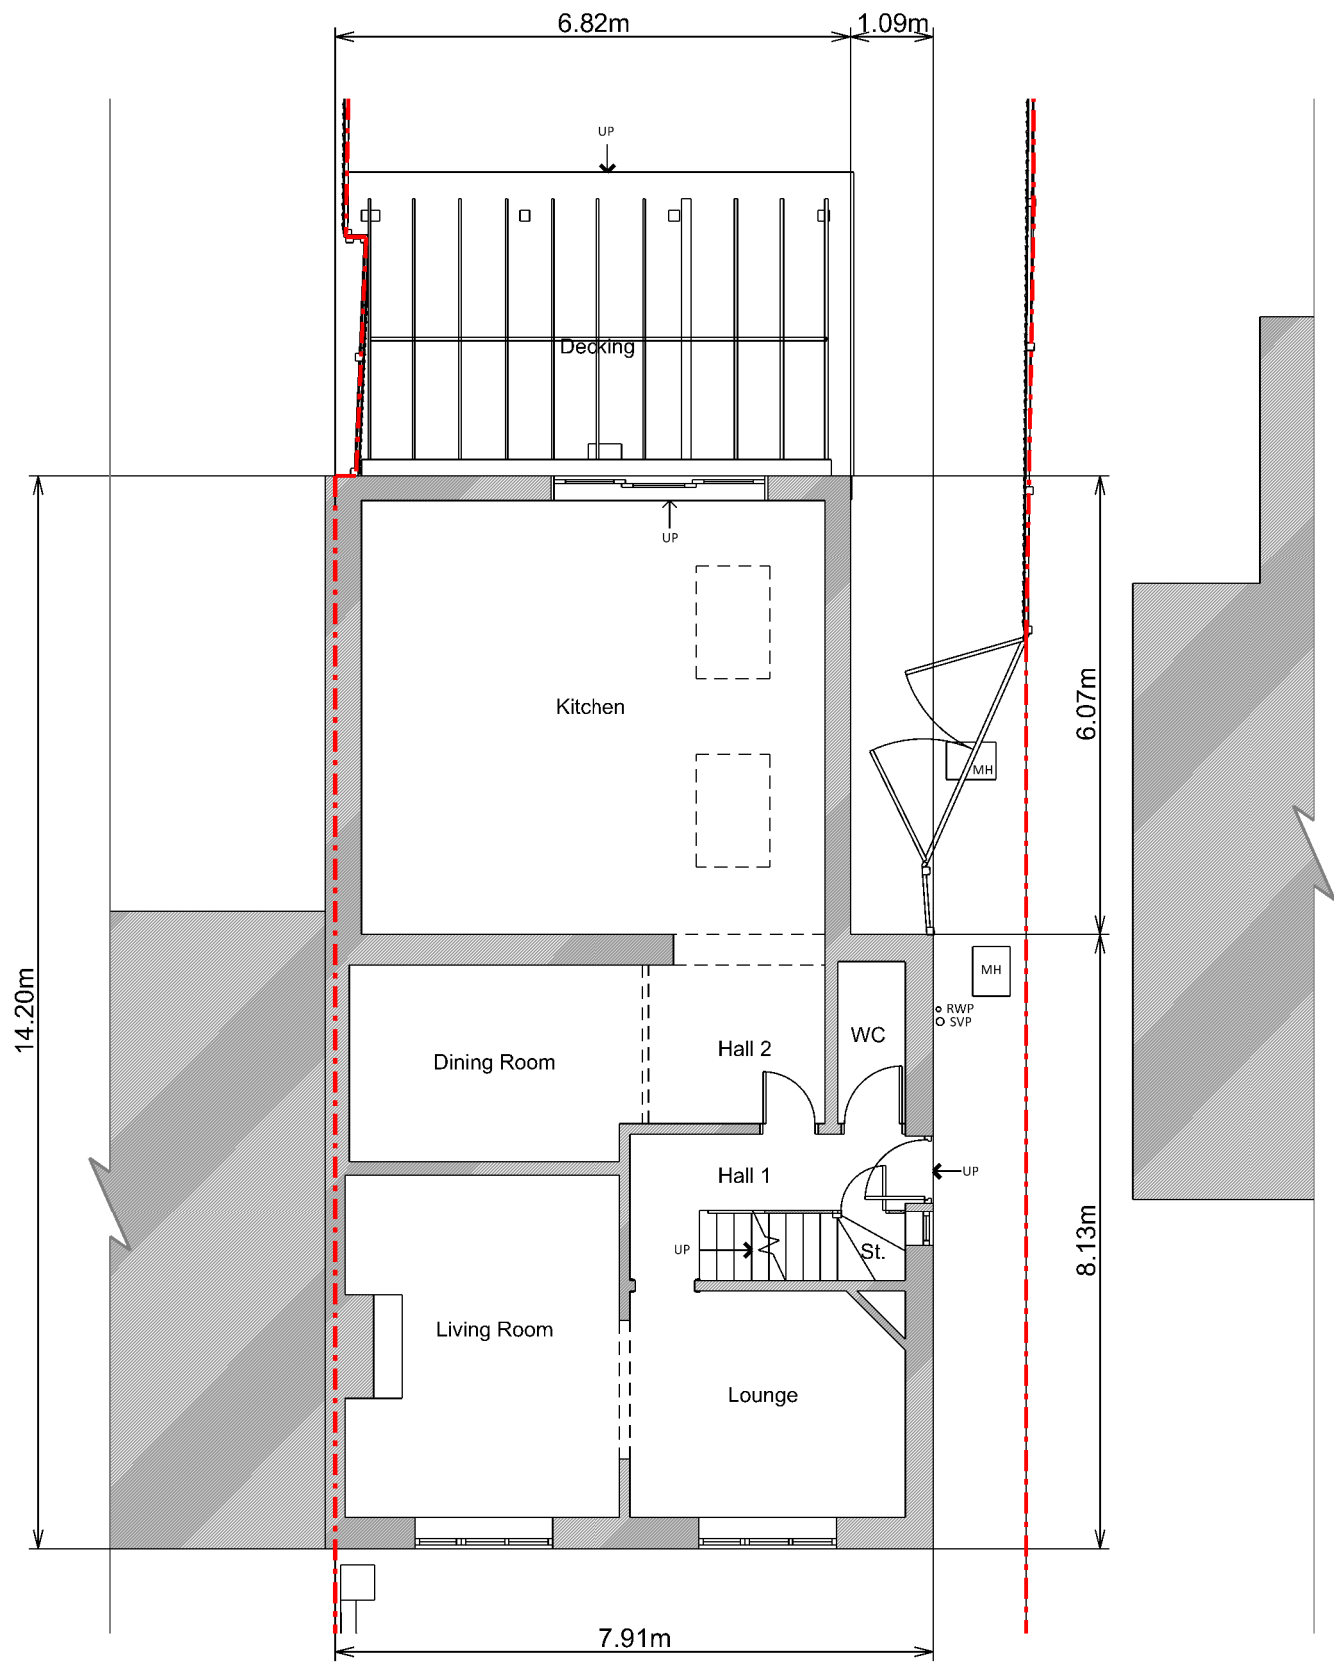 6.82m
1.09m
UP
Decking
UP
Kitchen
6.07m
MH
14.20m
MH
RWP
SVP
WC
Hall 2
Dining Room
Hall 1
UP
8.13m
UP
St.
Living Room
Lounge
7.91m